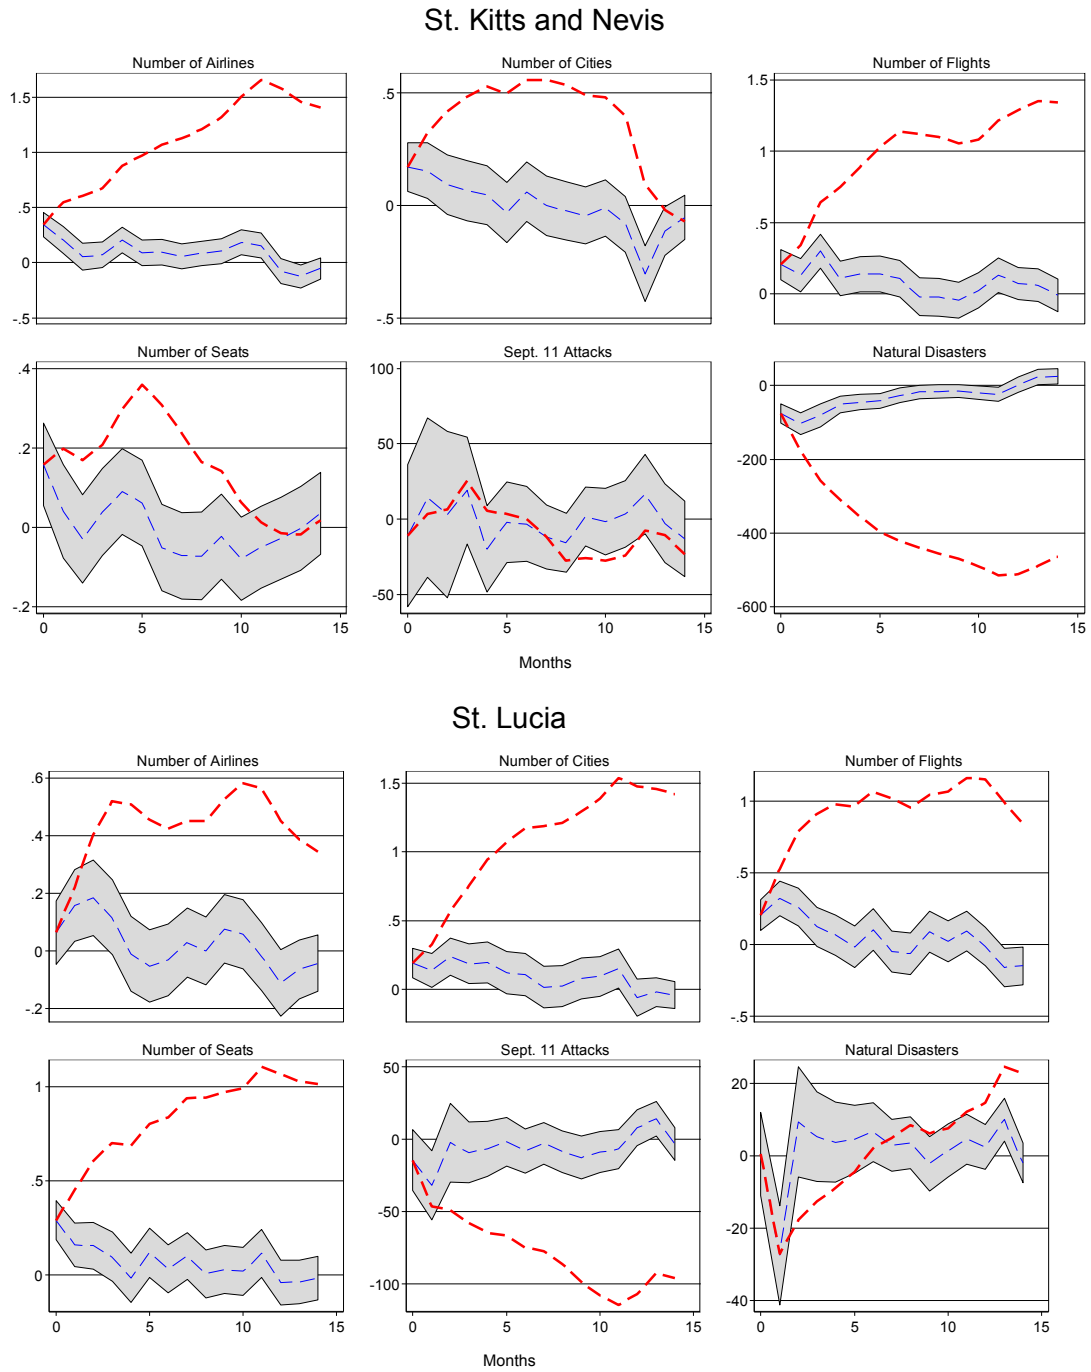 St. Kitts and Nevis
Number of Airlines
Number of Cities
Number of Flights
1.5
1
.5
0
-.5
.5
0
-.5
1.5
1
.5
0
Number of Seats
Sept. 11 Attacks
Natural Disasters
.4
.2
0
-.2
100
50
0
-50
0
-200
-400
-600
0 5 10 15
0 5 10 15
0 5 10 15
Months
St. Lucia
Number of Airlines
Number of Cities
Number of Flights
.6
.4
.2
0
-.2
1.5
1
.5
0
1
.5
0
-.5
Number of Seats
Sept. 11 Attacks
Natural Disasters
1
.5
0
50
0
-50
-100
20
0
-20
-40
0 5 10 15
0 5 10 15
0 5 10 15
Months